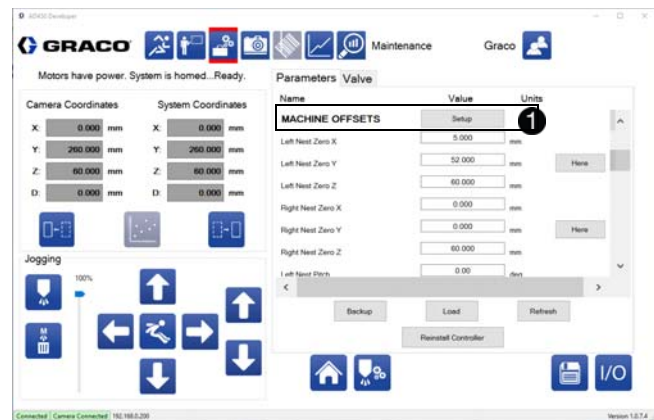 AD430 Developer
GRACO
Maintenance
Graco
Motors have power. System is homed...Ready.
Camera Coordinates
System Coordinates
X: 0.000 mm X: 0.000 mm
Y: 260.000 mm Y: 260.000 mm
Z: 60.000 mm Z: 60.000 mm
D: 0.000 mm D: 0.000 mm
Jogging
100%
M
Parameters Valve
Name Value Units
MACHINE OFFSETS Setup 1
Left Nest Zero X 5.000 mm
Left Nest Zero Y 52.000 mm Here
Left Nest Zero Z 60.000 mm
Right Nest Zero X 0.000 mm
Right Nest Zero Y 0.000 mm Here
Right Nest Zero Z 60.000 mm
Left Nest Pitch 0.00 deg
Backup Load Refresh
Reinstall Controller
I/O
Connected Camera Connected 192.168.0.200
Version 1.0.7.4